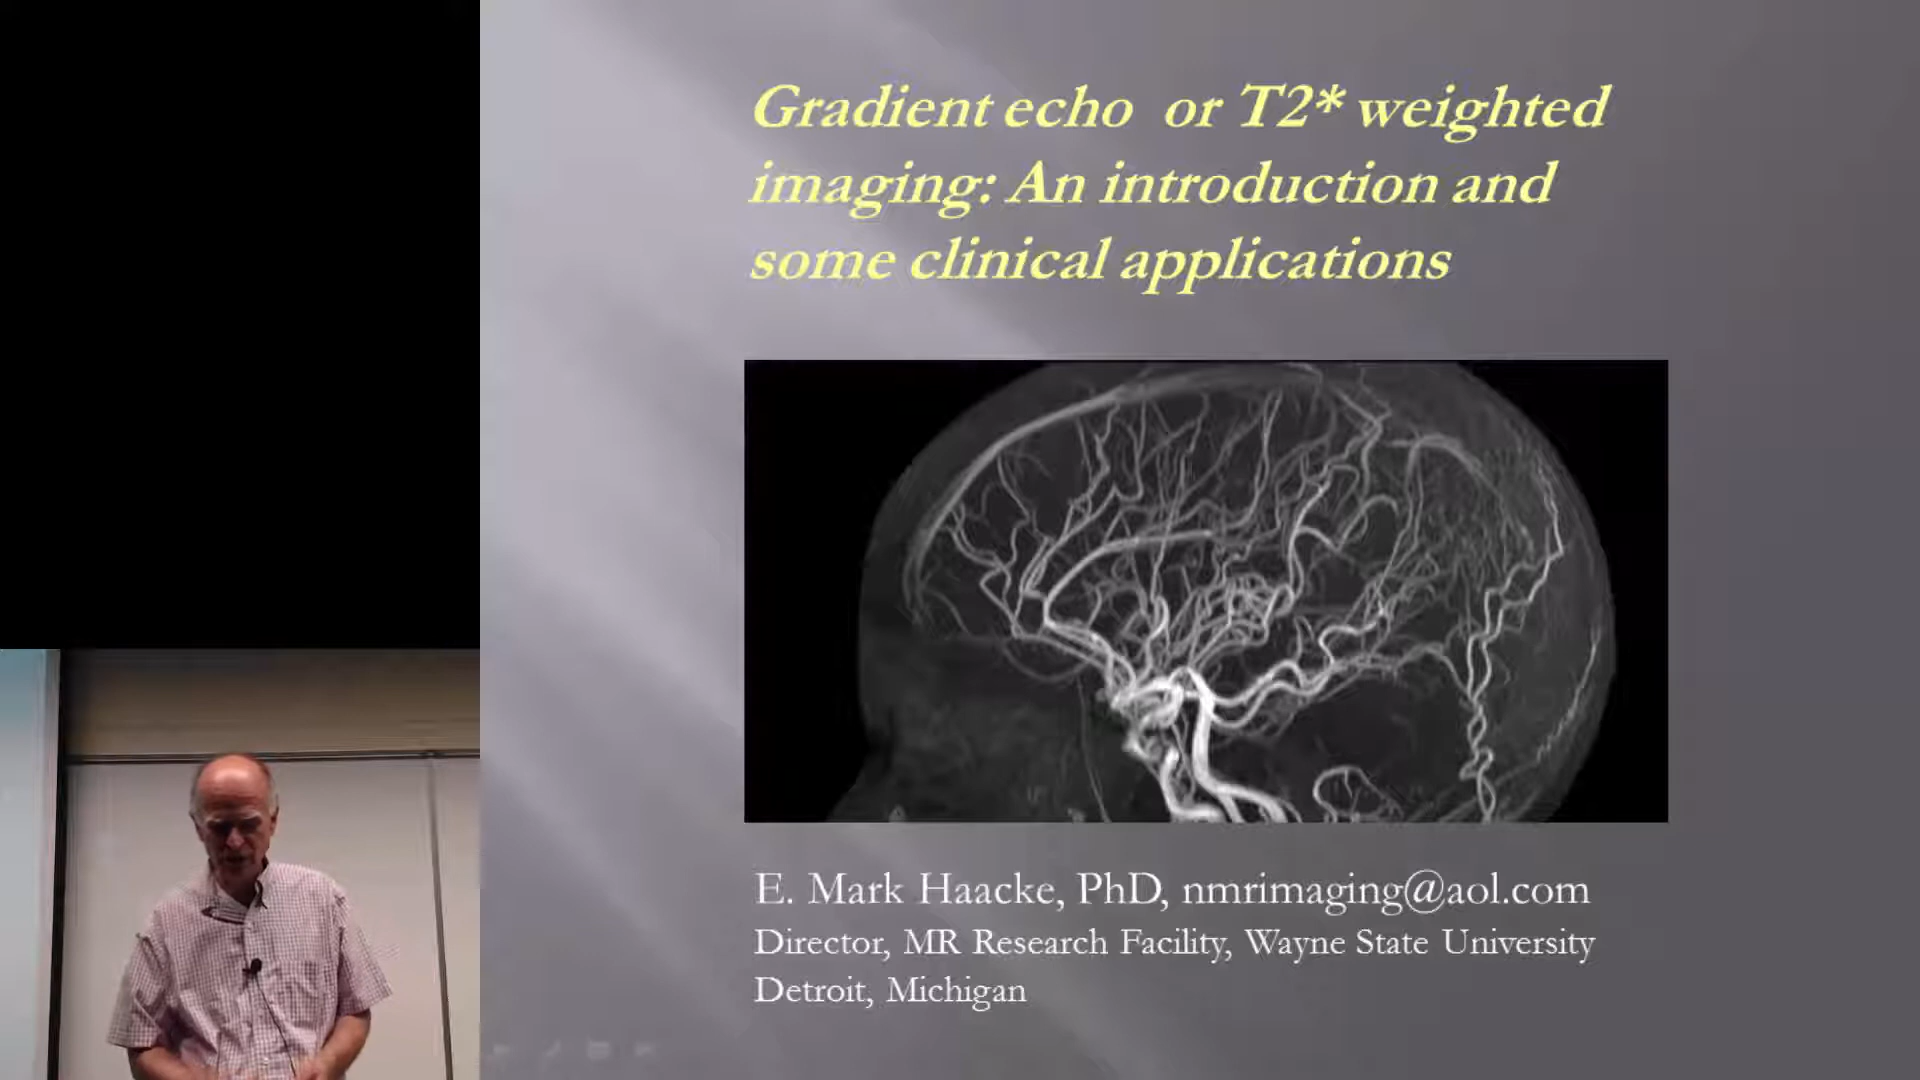 Gradient echo or T2* weighted
imaging: An introduction and
some clinical applications
E. Mark Haacke, PhD, nmrimaging@aol.com
Director, MR Research Facility, Wayne State University
Detroit, Michigan